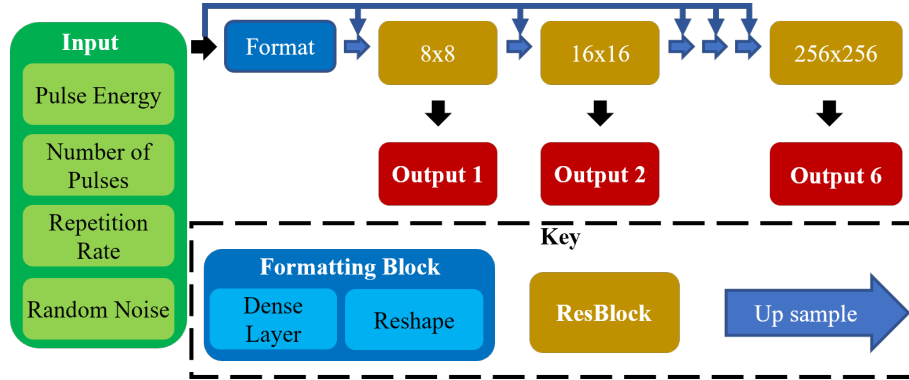 Input
Pulse Energy
Number of
Pulses
Repetition
Rate
Random Noise
Format
8x8
16x16
256x256
Output 1
Output 2
Output 6
Key
Formatting Block
Dense
Layer
Reshape
ResBlock
Up sample